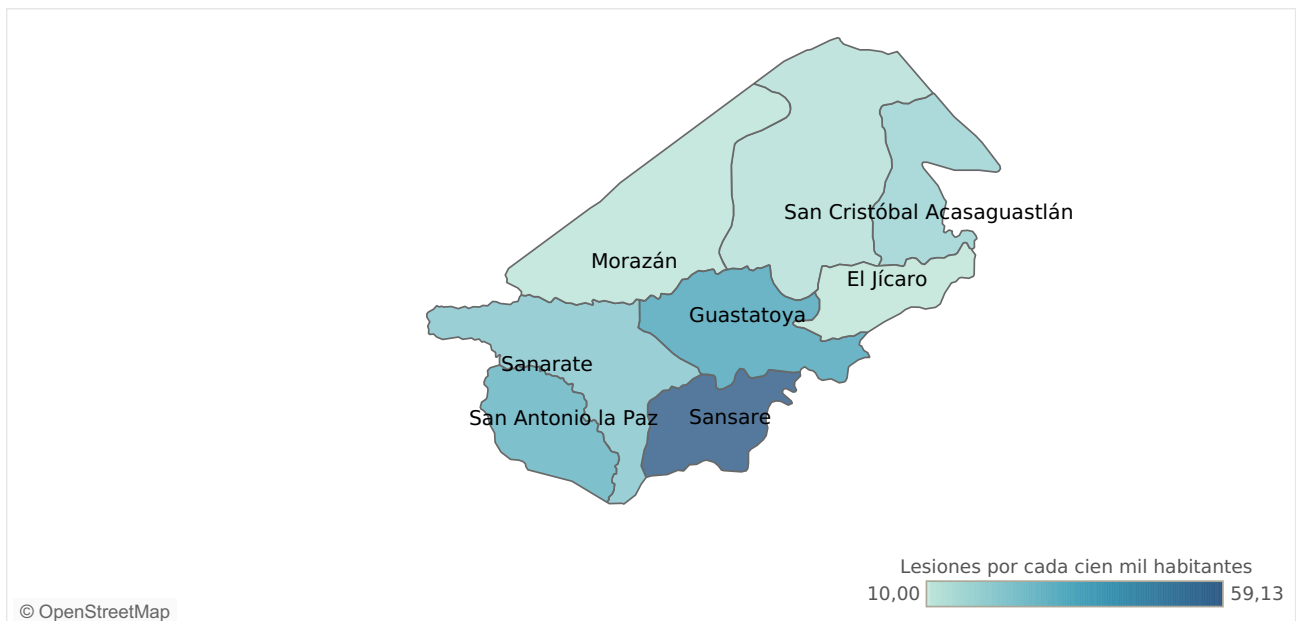 San Cristóbal Acasaguastlán
Morazán
El Jícaro
Guastatoya
Sanarate
San Antonio la Paz
Sansare
Lesiones por cada cien mil habitantes
10,00
59,13
© OpenStreetMap